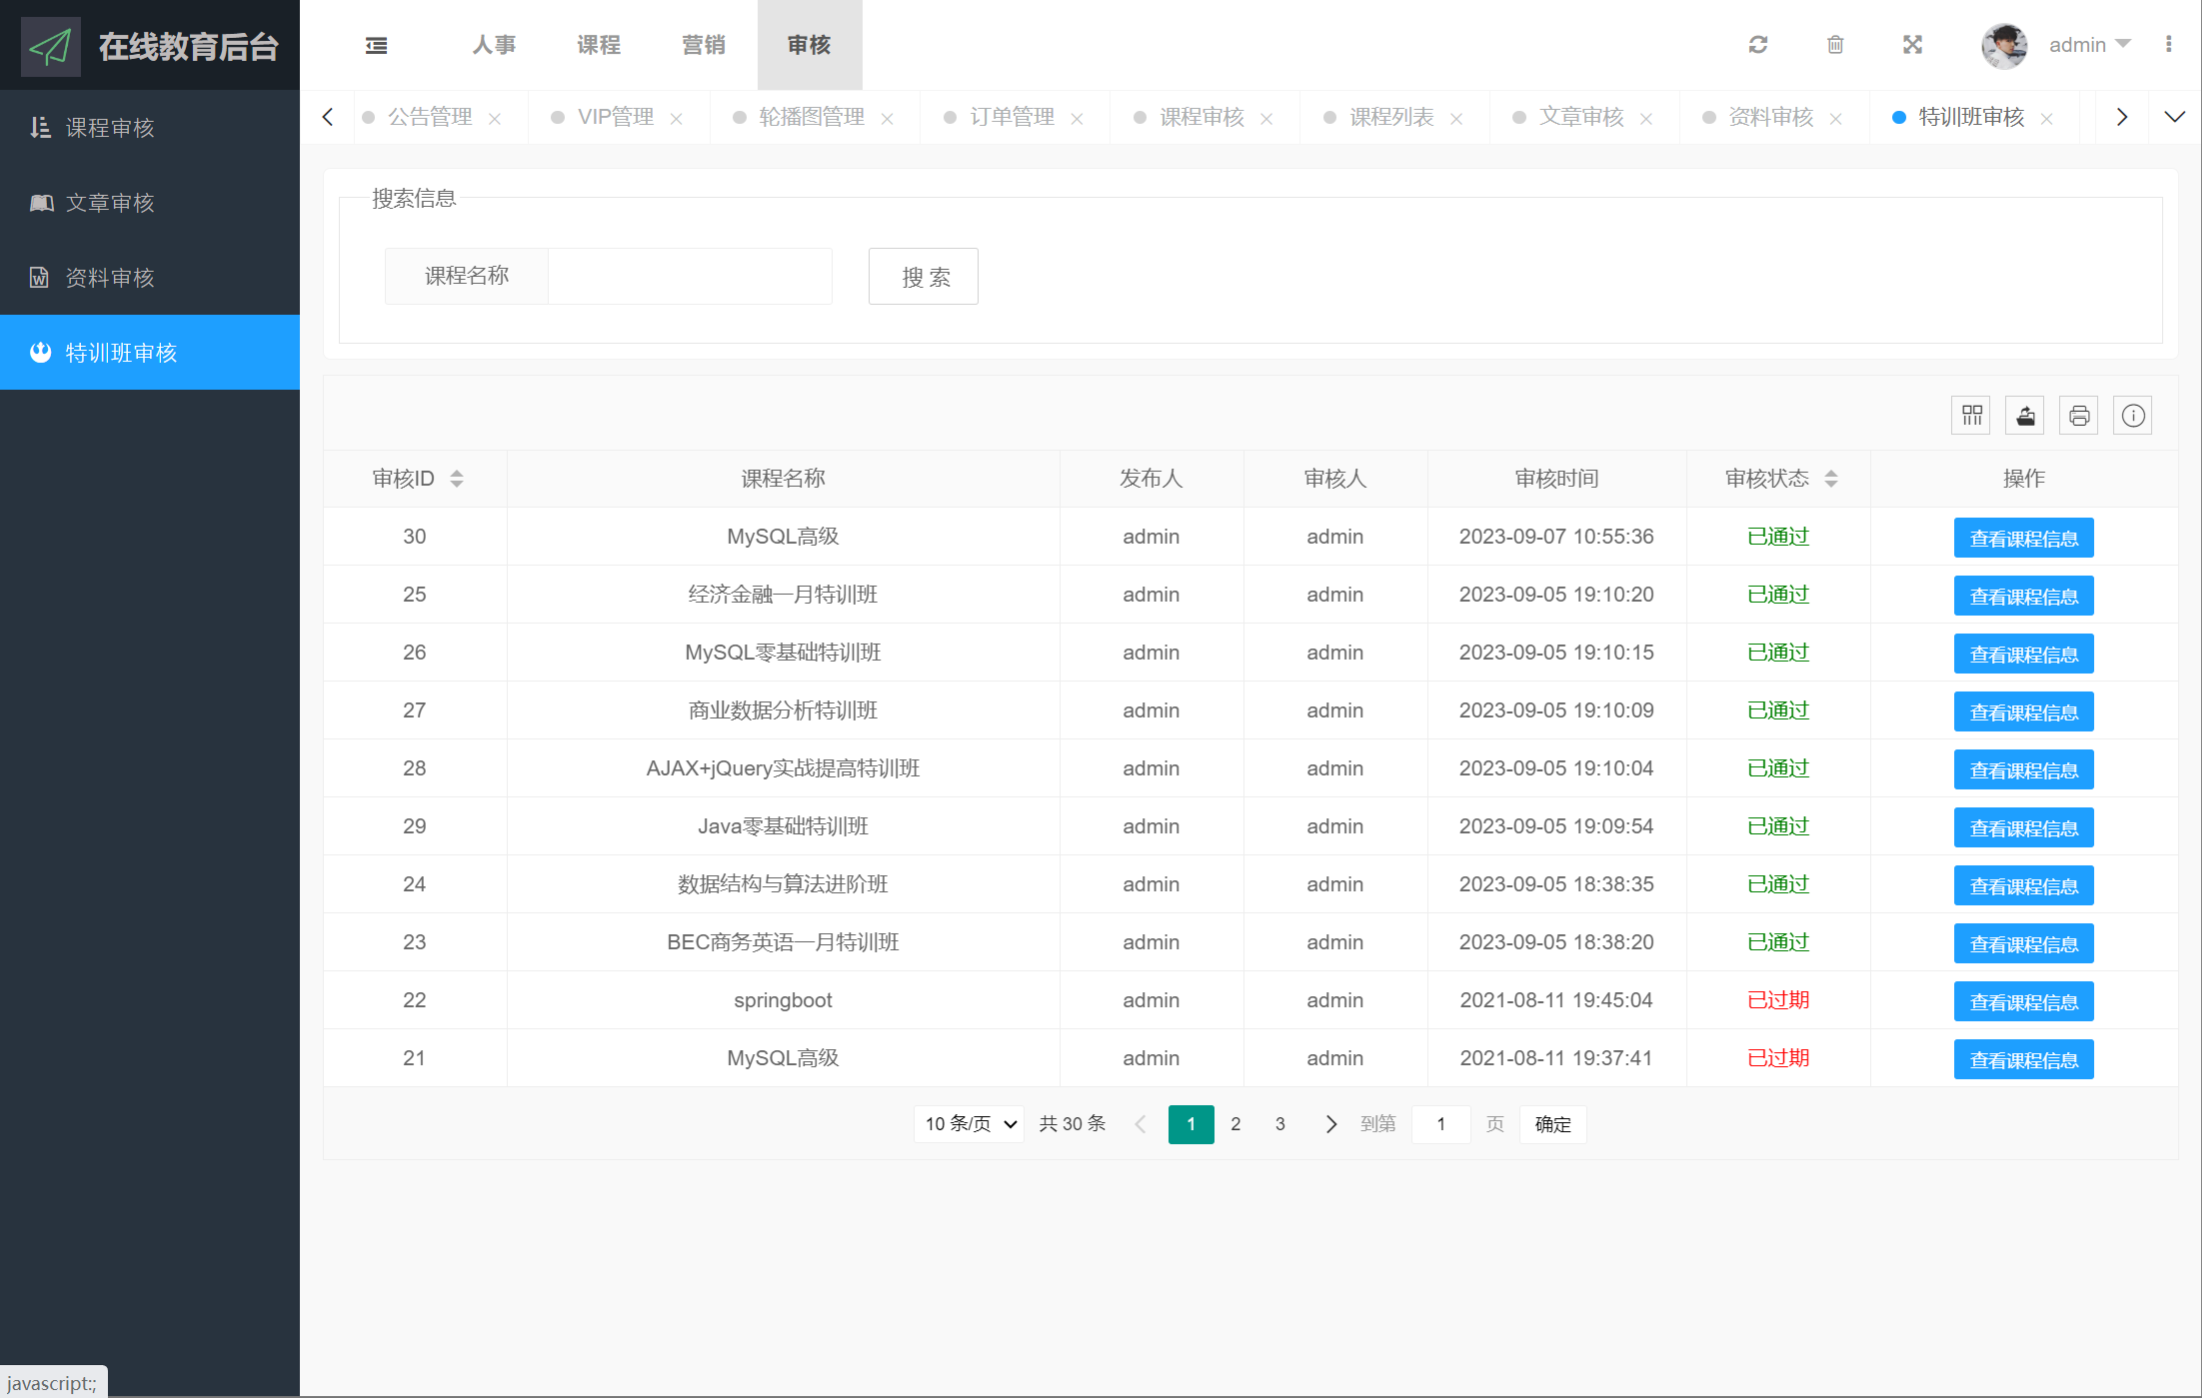 在线教育后台
人事 课程 营销 审核
admin
公告管理 VIP管理 轮播图管理 订单管理 课程审核 课程列表 文章审核 资料审核 特训班审核
课程审核
文章审核
资料审核
特训班审核
搜索信息
课程名称 搜 索
审核ID 课程名称 发布人 审核人 审核时间 审核状态 操作
30 MySQL高级 admin admin 2023-09-07 10:55:36 已通过 查看课程信息
25 经济金融一月特训班 admin admin 2023-09-05 19:10:20 已通过 查看课程信息
26 MySQL零基础特训班 admin admin 2023-09-05 19:10:15 已通过 查看课程信息
27 商业数据分析特训班 admin admin 2023-09-05 19:10:09 已通过 查看课程信息
28 AJAX+jQuery实战提高特训班 admin admin 2023-09-05 19:10:04 已通过 查看课程信息
29 Java零基础特训班 admin admin 2023-09-05 19:09:54 已通过 查看课程信息
24 数据结构与算法进阶班 admin admin 2023-09-05 18:38:35 已通过 查看课程信息
23 BEC商务英语一月特训班 admin admin 2023-09-05 18:38:20 已通过 查看课程信息
22 springboot admin admin 2021-08-11 19:45:04 已过期 查看课程信息
21 MySQL高级 admin admin 2021-08-11 19:37:41 已过期 查看课程信息
10 条/页 共 30 条 1 2 3 到第 1 页 确定
javascript:;